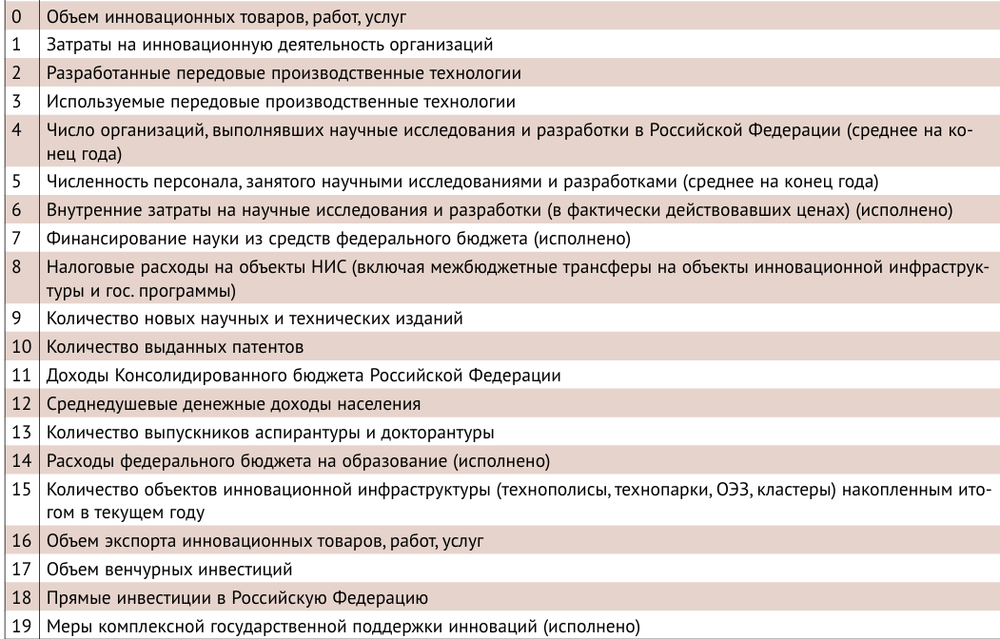 0 Объем инновационных товаров, работ, услуг
1 Затраты на инновационную деятельность организаций
2 Разработанные передовые производственные технологии
3 Используемые передовые производственные технологии
4 Число организаций, выполнявших научные исследования и разработки в Российской Федерации (среднее на ко-
нец года)
5 Численность персонала, занятого научными исследованиями и разработками (среднее на конец года)
6 Внутренние затраты на научные исследования и разработки (в фактически действовавших ценах) (исполнено)
7 Финансирование науки из средств федерального бюджета (исполнено)
8 Налоговые расходы на объекты НИС (включая межбюджетные трансферы на объекты инновационной инфраструк-
туры и гос. программы)
9 Количество новых научных и технических изданий
10 Количество выданных патентов
11 Доходы Консолидированного бюджета Российской Федерации
12 Среднедушевые денежные доходы населения
13 Количество выпускников аспирантуры и докторантуры
14 Расходы федерального бюджета на образование (исполнено)
15 Количество объектов инновационной инфраструктуры (технополисы, технопарки, ОЭЗ, кластеры) накопленным ито-
гом в текущем году
16 Объем экспорта инновационных товаров, работ, услуг
17 Объем венчурных инвестиций
18 Прямые инвестиции в Российскую Федерацию
19 Меры комплексной государственной поддержки инноваций (исполнено)